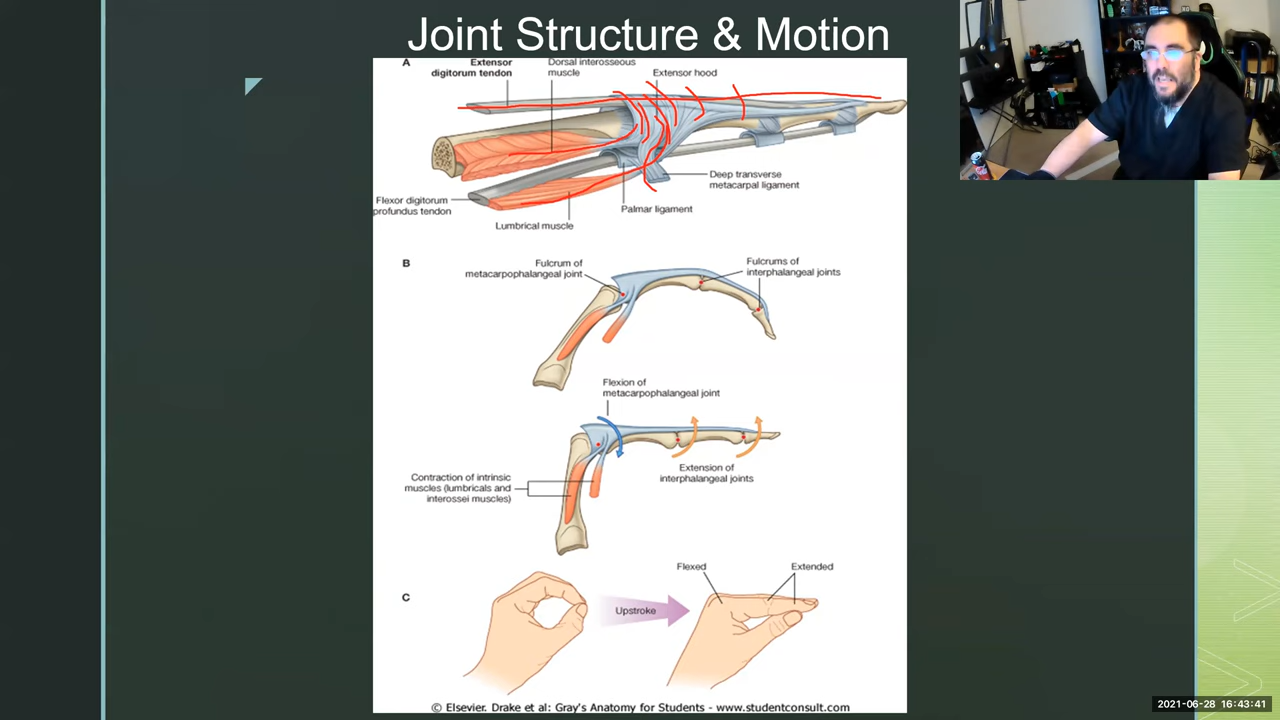 Joint Structure & Motion
A
Extensor
digitorum tendon
Dorsal interosseous
muscle
Extensor hood
Deep transverse
metacarpal ligament
Flexor digitorum
profundus tendon
Palmar ligament
Lumbrical muscle
B
Fulcrum of
metacarpophalangeal joint
Fulcrums of
interphalangeal joints
Flexion of
metacarpophalangeal joint
Contraction of intrinsic
muscles (lumbricals and
interossei muscles)
Extension of
interphalangeal joints
C
Upstroke
Flexed
Extended
© Elsevier. Drake et al: Gray's Anatomy for Students - www.studentconsult.com
2021-06-28 16:43:41